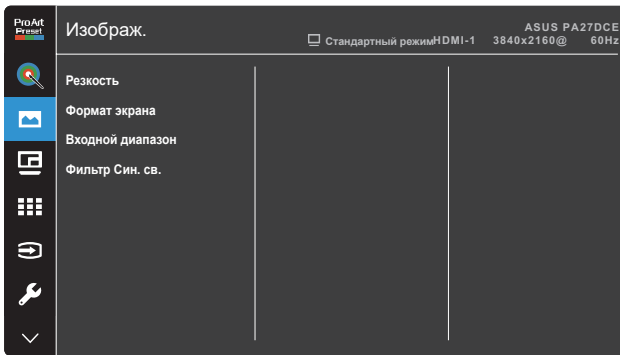 ProArt
Preset
Изображ.
ASUS PA27DCE
Стандартный режим HDMI-1 3840x2160@ 60Hz
Резкость
Формат экрана
Входной диапазон
Фильтр Син. св.